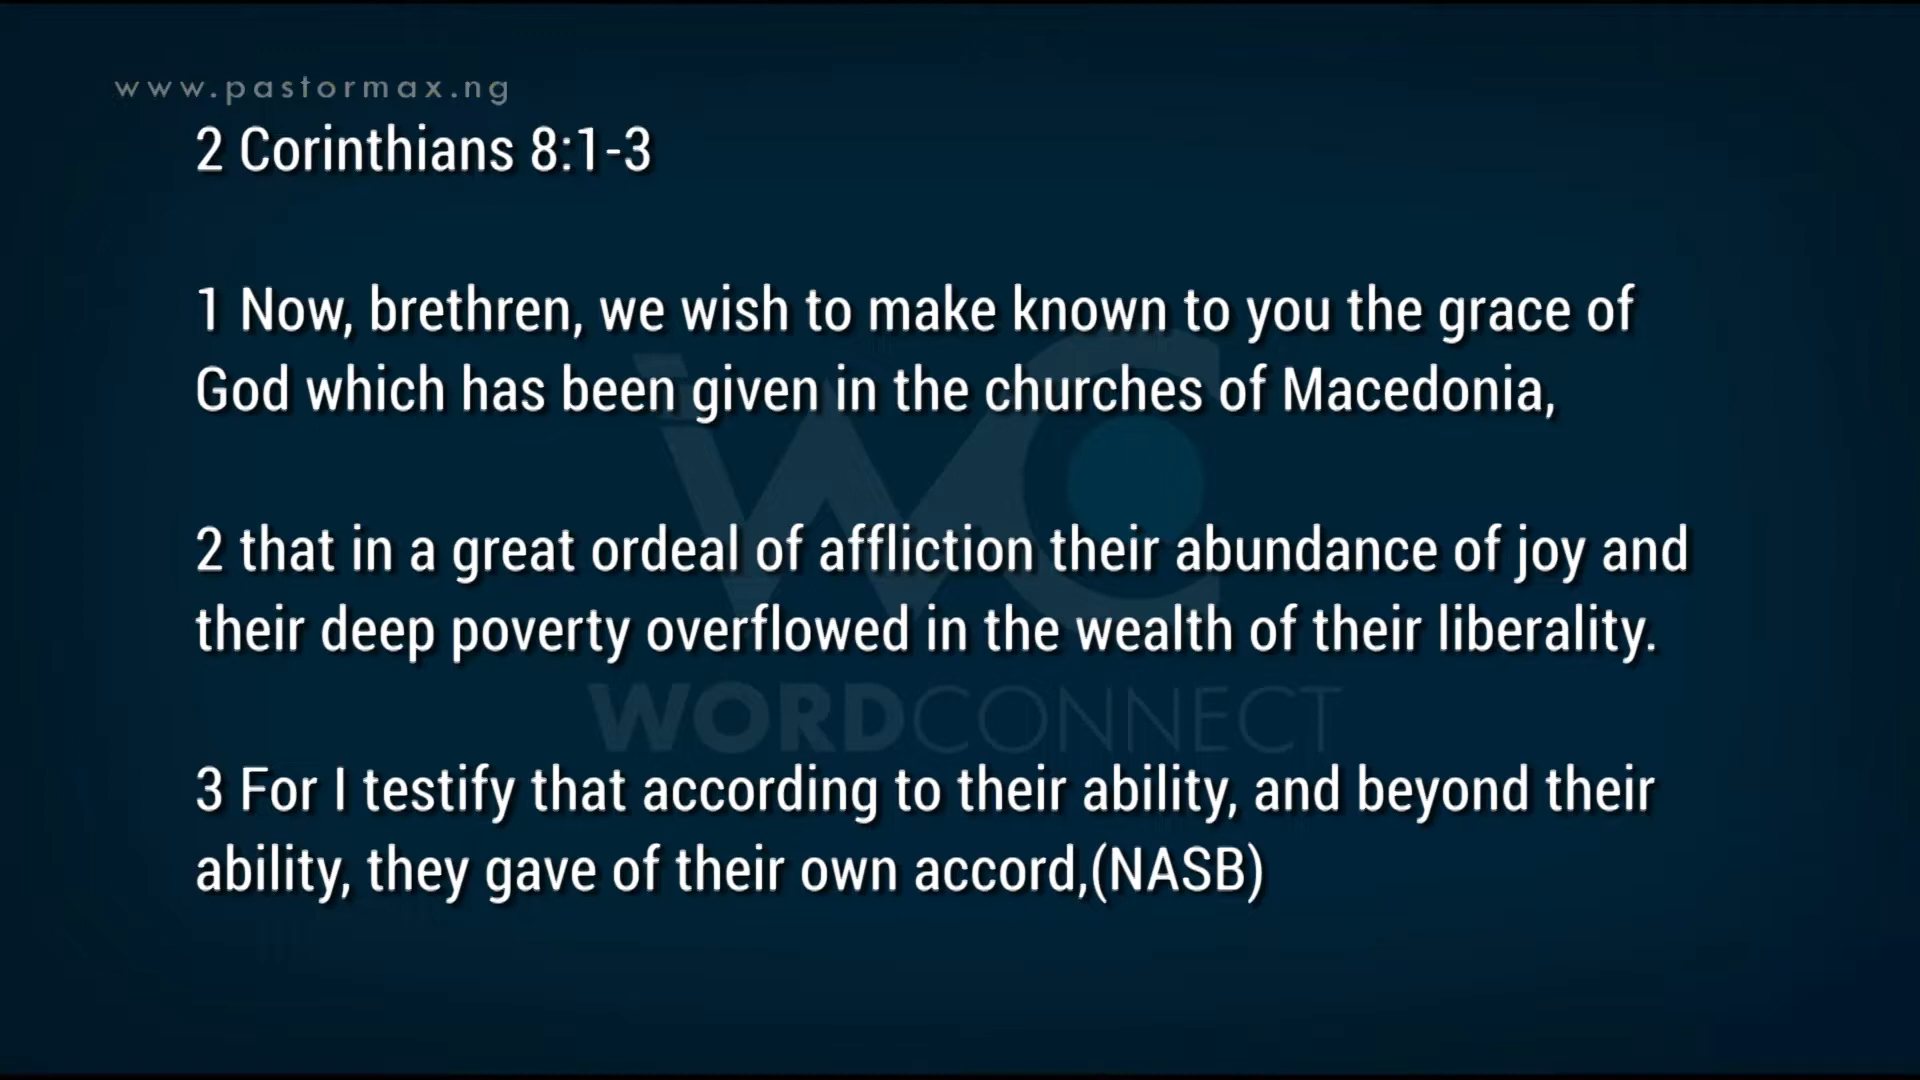 www.pastormax.ng
2 Corinthians 8:1-3
1 Now, brethren, we wish to make known to you the grace of
God which has been given in the churches of Macedonia,
2 that in a great ordeal of affliction their abundance of joy and
their deep poverty overflowed in the wealth of their liberality.
WORDCONNECT
3 For I testify that according to their ability, and beyond their
ability, they gave of their own accord,(NASB)